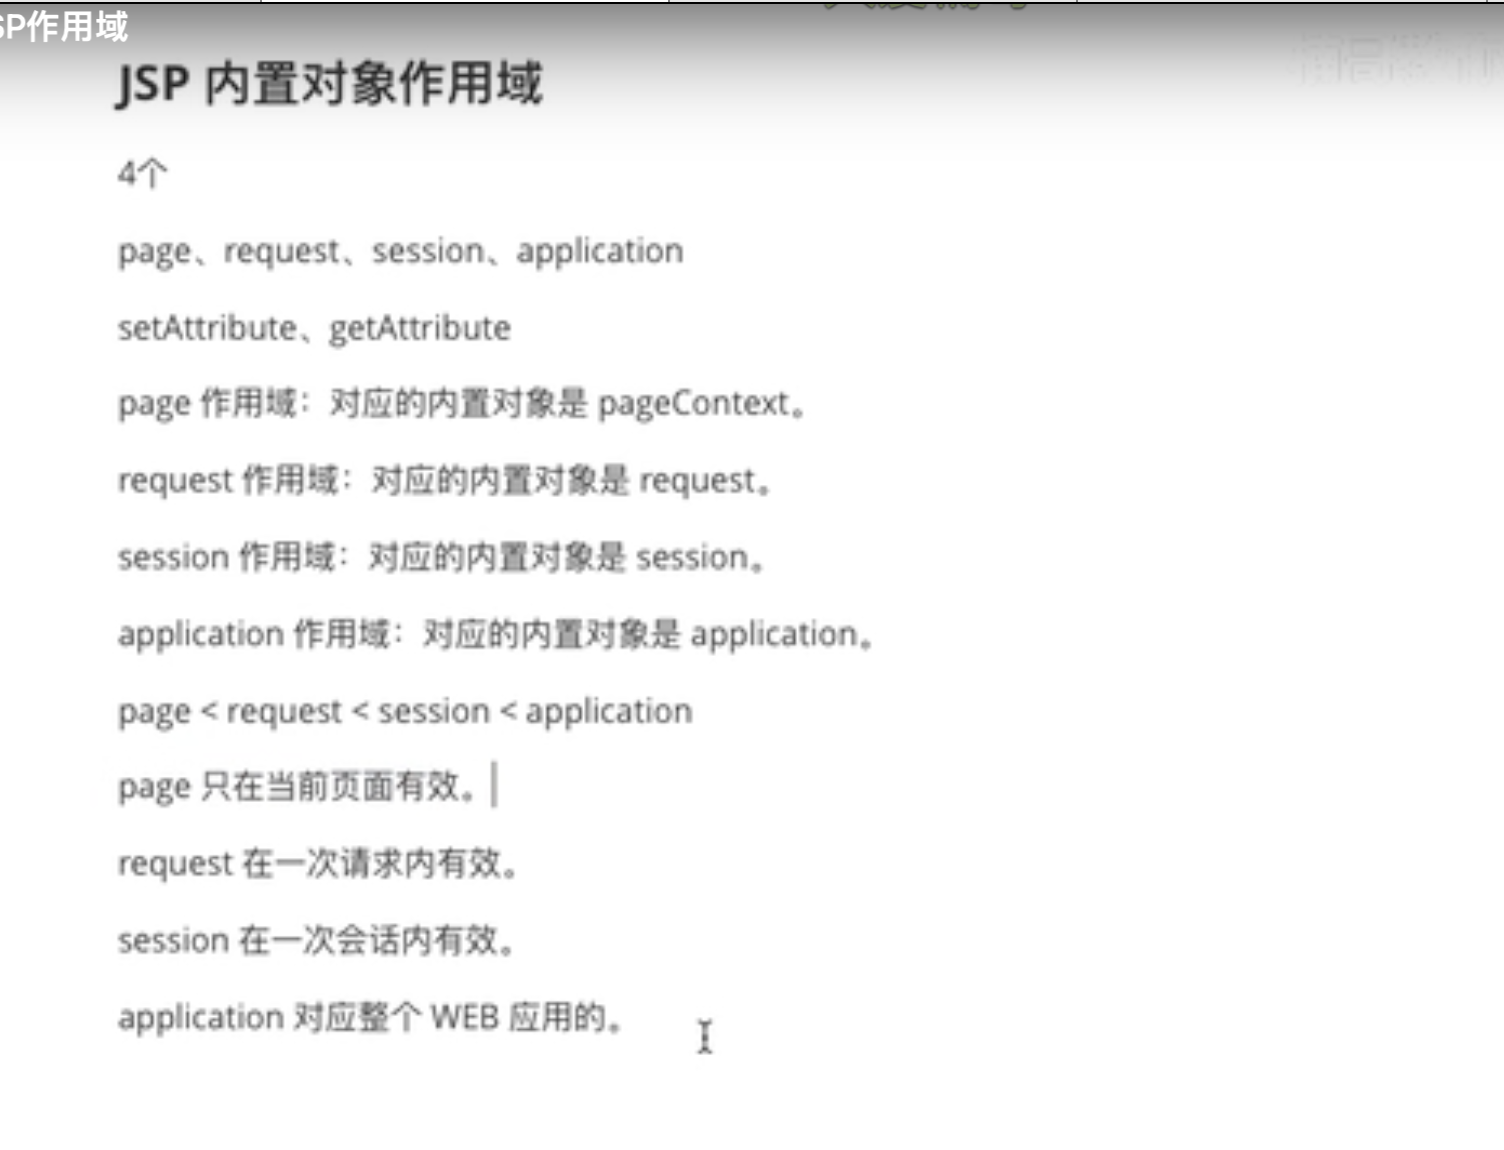 SP作用域
JSP 内置对象作用域
4个
page、request、session、application
setAttribute、getAttribute
page 作用域：对应的内置对象是 pageContext。
request 作用域：对应的内置对象是 request。
session 作用域：对应的内置对象是 session。
application 作用域：对应的内置对象是 application。
page < request < session < application
page 只在当前页面有效。
request 在一次请求内有效。
session 在一次会话内有效。
application 对应整个 WEB 应用的。